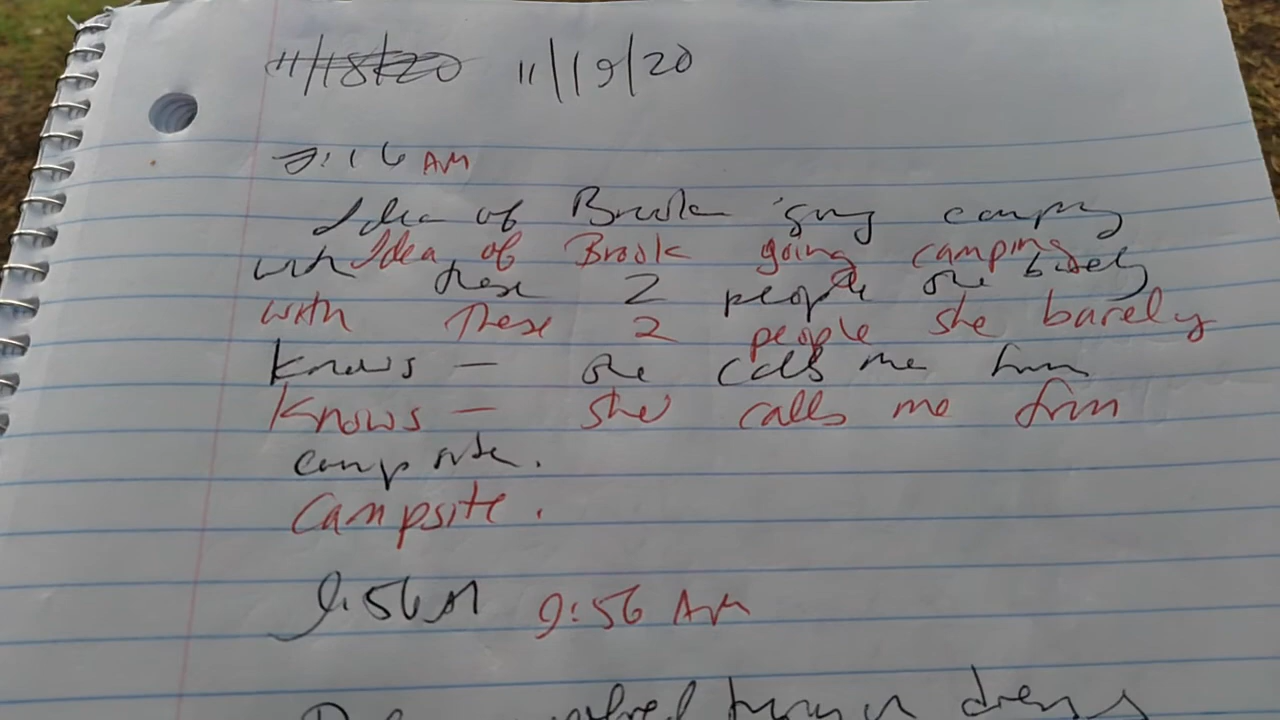 11/18/20 11/19/20
7:16 AM
Idea of Brook going camping
Idea of Brook going camping
with these 2 people she barely
with these 2 people she barely
knows — she calls me from
Knows — she calls me from
campsite.
Campsite.
9:56 AM 9:56 AM
dress